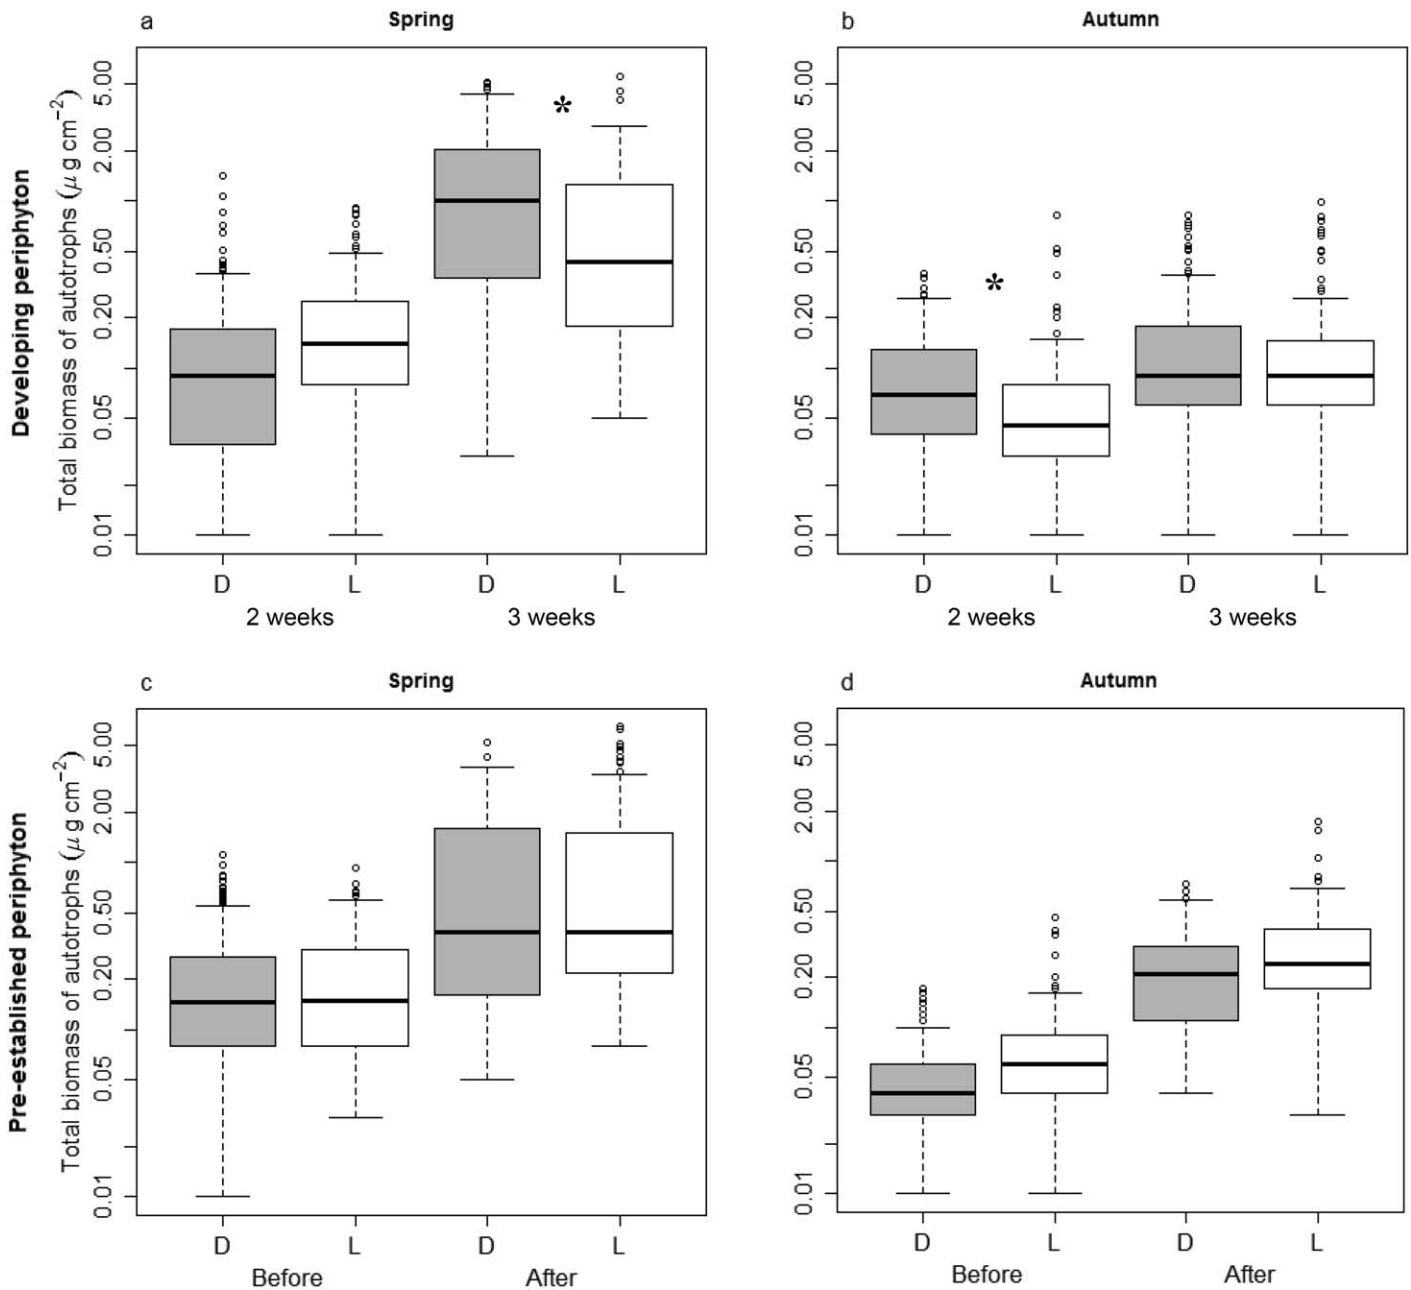 a Spring
Developing periphyton
Total biomass of autotrophs (μ g cm⁻²)
5.00
2.00
0.50
0.20
0.05
0.01
*
D L D L
2 weeks 3 weeks
b Autumn
5.00
2.00
0.50
0.20
0.05
0.01
*
D L D L
2 weeks 3 weeks
c Spring
Pre-established periphyton
Total biomass of autotrophs (μ g cm⁻²)
5.00
2.00
0.50
0.20
0.05
0.01
D L D L
Before After
d Autumn
5.00
2.00
0.50
0.20
0.05
0.01
D L D L
Before After